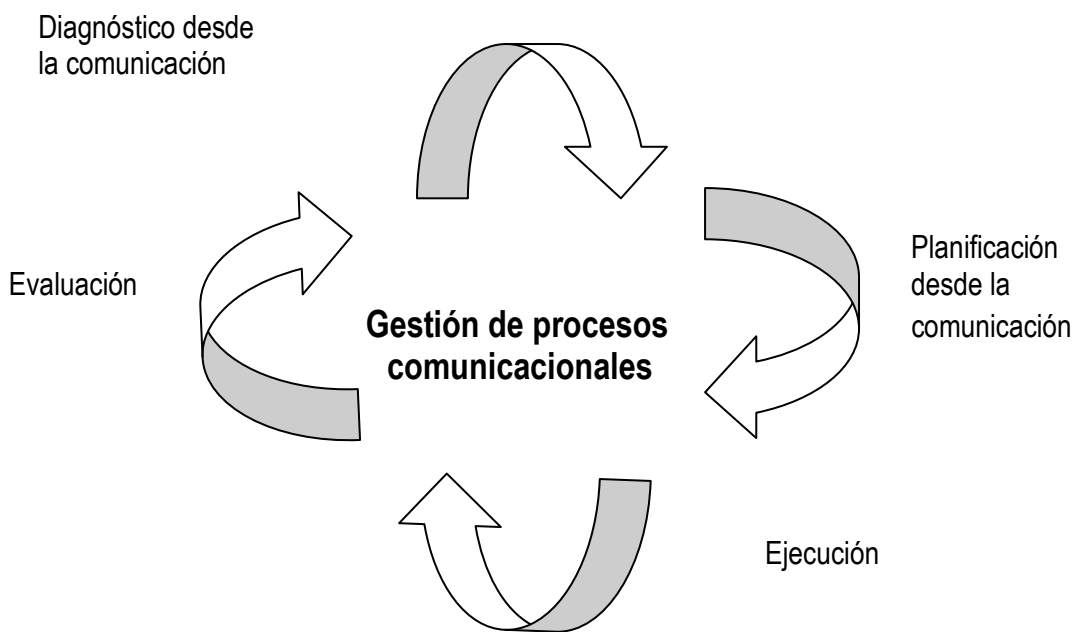 Diagnóstico desde
la comunicación
Planificación
desde la
comunicación
Evaluación
Gestión de procesos
comunicacionales
Ejecución